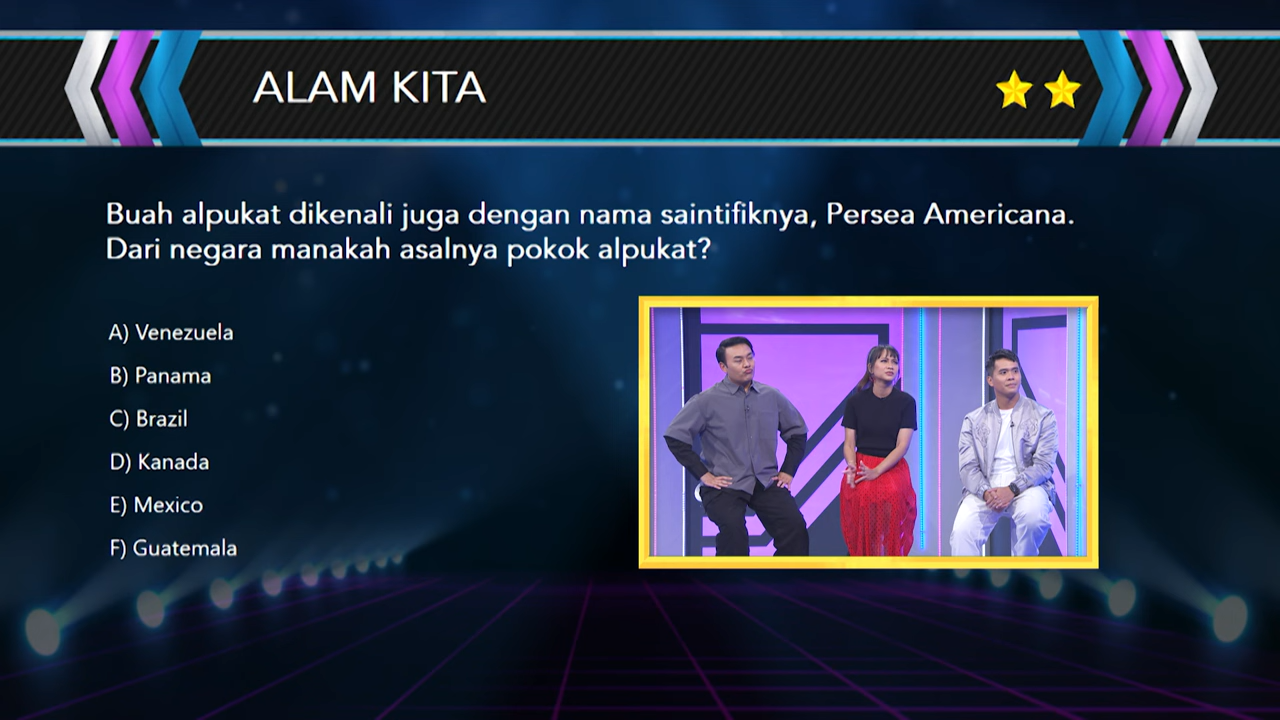 ALAM KITA
Buah alpukat dikenali juga dengan nama saintifiknya, Persea Americana.
Dari negara manakah asalnya pokok alpukat?
A) Venezuela
B) Panama
C) Brazil
D) Kanada
E) Mexico
F) Guatemala